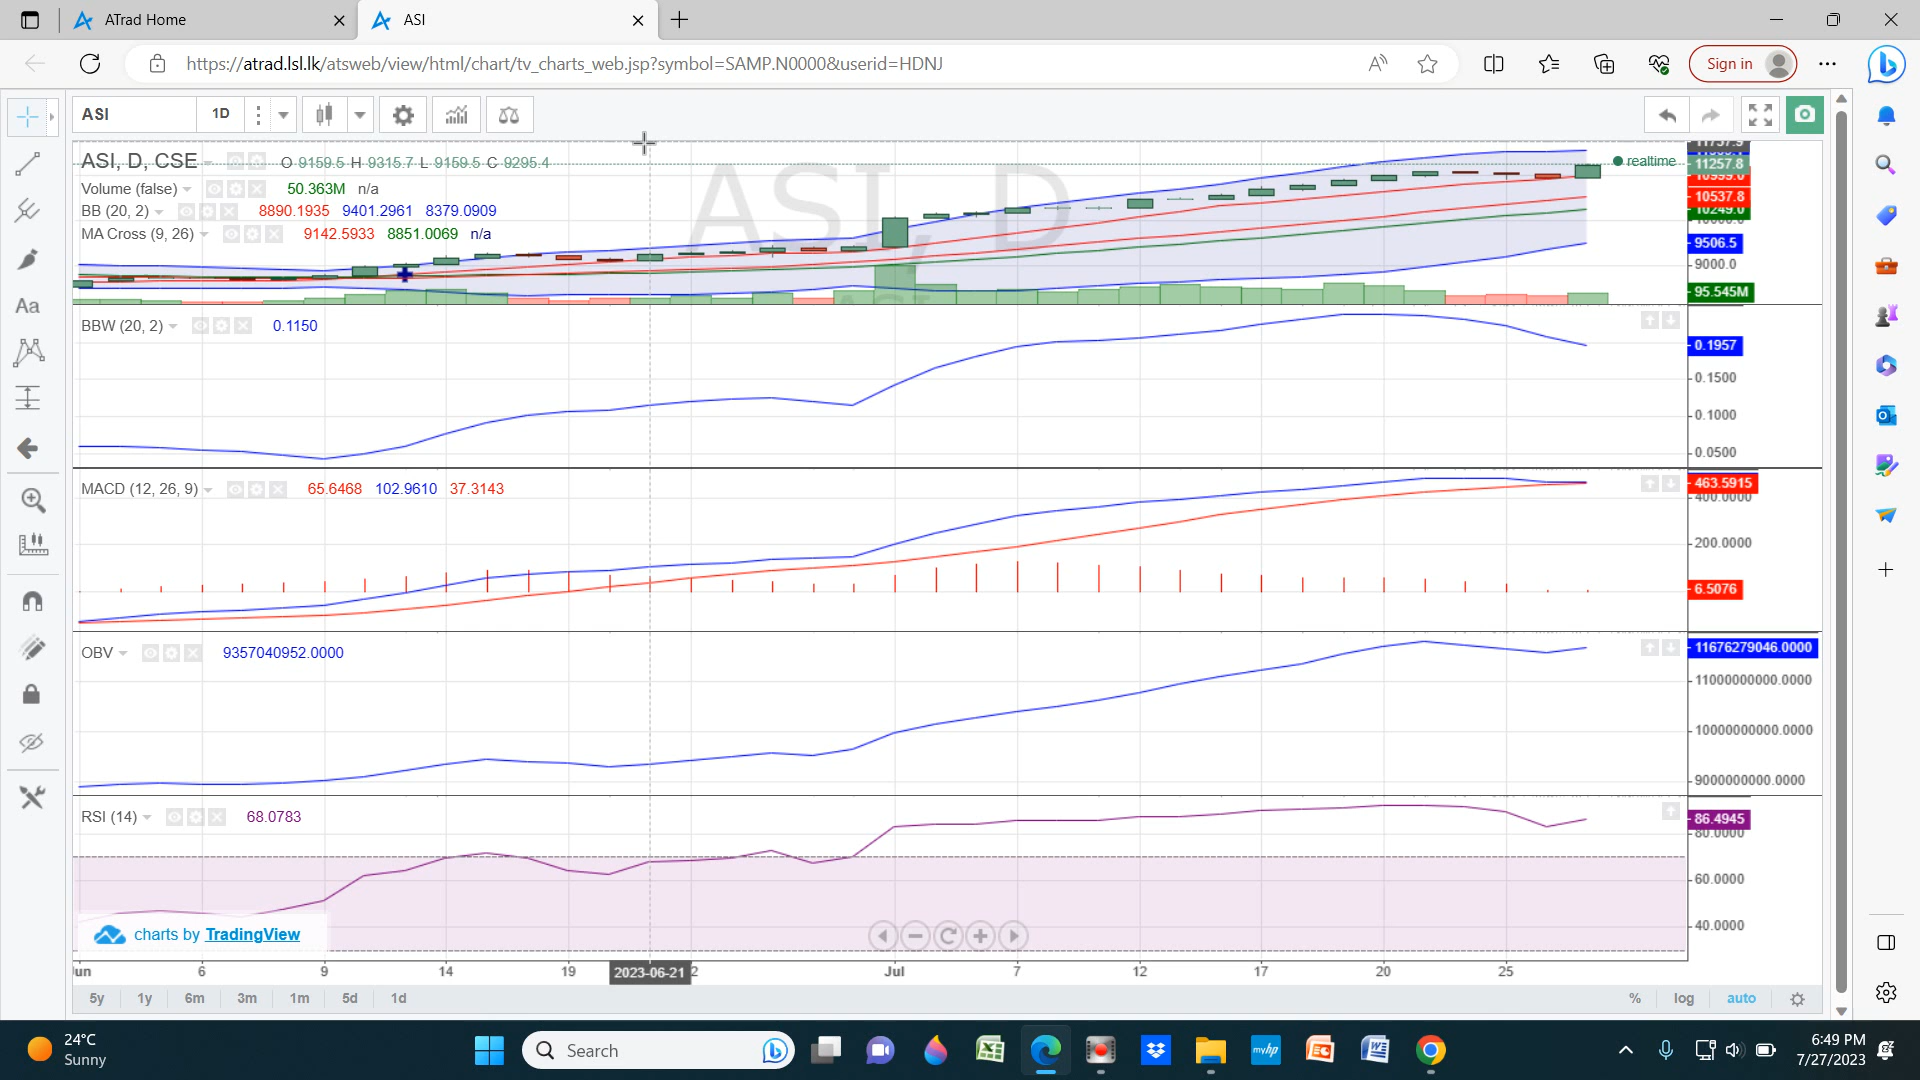 ATrad Home
ASI
https://atrad.lsl.lk/atsweb/view/html/chart/tv_charts_web.jsp?symbol=SAMP.N0000&userid=HDNJ
Sign in
ASI 1D
ASI, D
ASI, D, CSE O 9159.5 H 9315.7 L 9159.5 C 9295.4
realtime
Volume (false) 50.363M n/a
BB (20, 2) 8890.1935 9401.2961 8379.0909
MA Cross (9, 26) 9142.5933 8851.0069 n/a
11257.8
10537.8
9506.5
9000.0
95.545M
BBW (20, 2) 0.1150
0.1957
0.1500
0.1000
0.0500
MACD (12, 26, 9) 65.6468 102.9610 37.3143
463.5915
400.0000
200.0000
6.5076
OBV 9357040952.0000
11676279046.0000
11000000000.0000
10000000000.0000
9000000000.0000
RSI (14) 68.0783
86.4945
80.0000
60.0000
40.0000
charts by TradingView
6 9 14 19 2023-06-21 Jul 7 12 17 20 25
5y 1y 6m 3m 1m 5d 1d % log auto
24°C
Sunny
Search
myhp
6:49 PM
7/27/2023